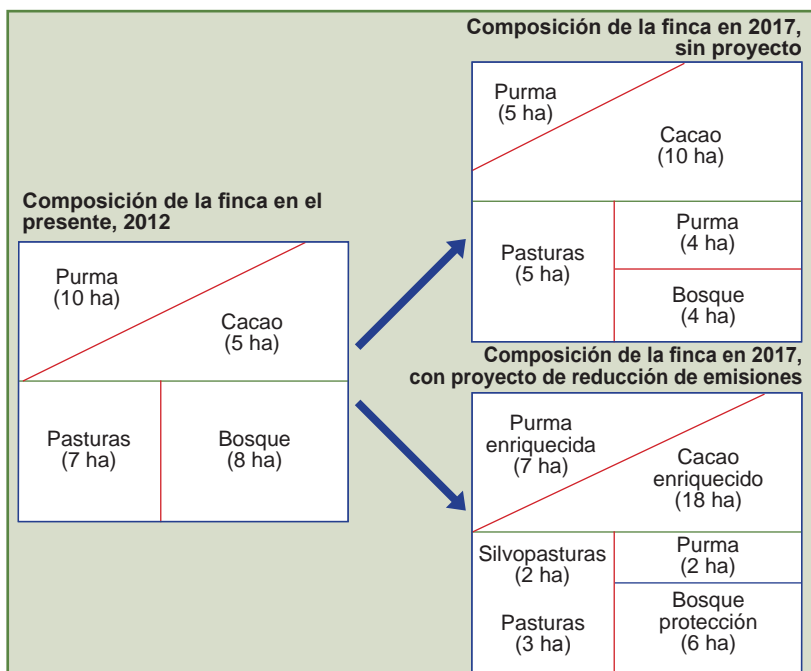 Composición de la finca en el
presente, 2012
Purma
(10 ha)
Cacao
(5 ha)
Pasturas
(7 ha)
Bosque
(8 ha)
Composición de la finca en 2017,
sin proyecto
Purma
(5 ha)
Cacao
(10 ha)
Pasturas
(5 ha)
Purma
(4 ha)
Bosque
(4 ha)
Composición de la finca en 2017,
con proyecto de reducción de emisiones
Purma
enriquecida
(7 ha)
Cacao
enriquecido
(18 ha)
Silvopasturas
(2 ha)
Pasturas
(3 ha)
Purma
(2 ha)
Bosque
protección
(6 ha)